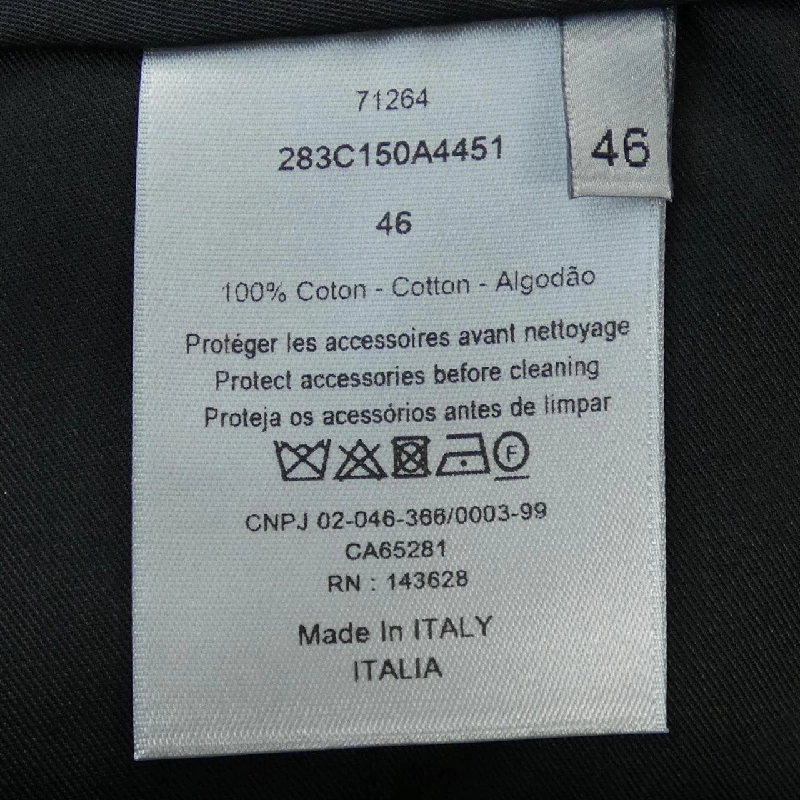 71264
283C150A4451
46
46
100% Coton - Cotton - Algodão
Protéger les accessoires avant nettoyage
Protect accessories before cleaning
Proteja os acessórios antes de limpar
F
CNPJ 02-046-366/0003-99
CA65281
RN : 143628
Made In ITALY
ITALIA